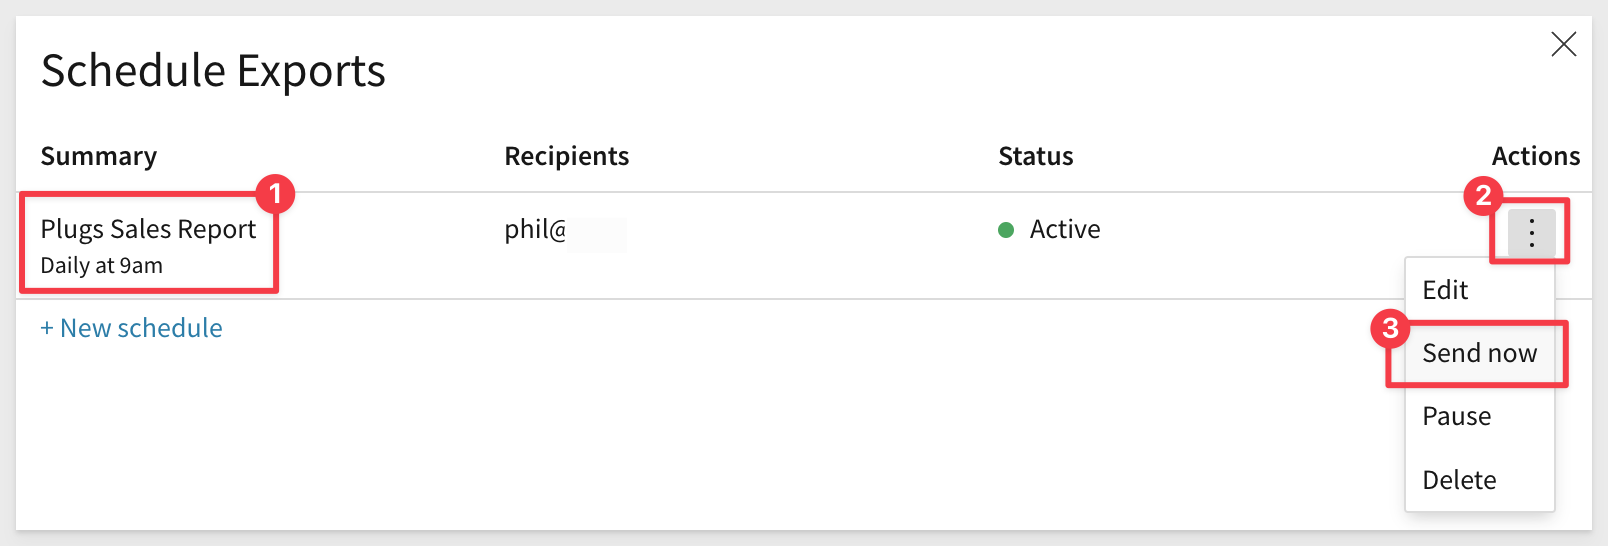 Schedule Exports
Summary Recipients Status Actions
1
2
Plugs Sales Report phil@ Active
Daily at 9am
Edit
+ New schedule
3
Send now
Pause
Delete